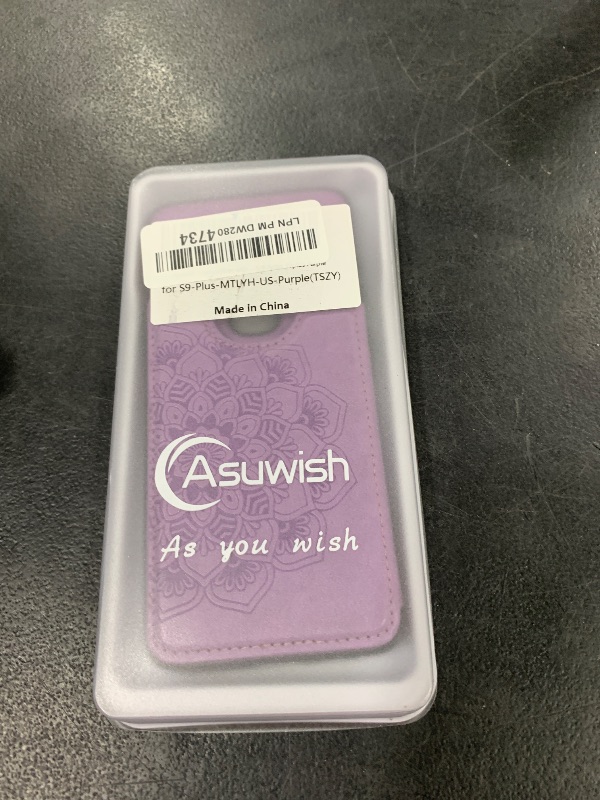 LPN PM DW280 4734
for S9-Plus-MTLYH-US-Purple(TSZY)
Made in China
Asuwish
As you wish